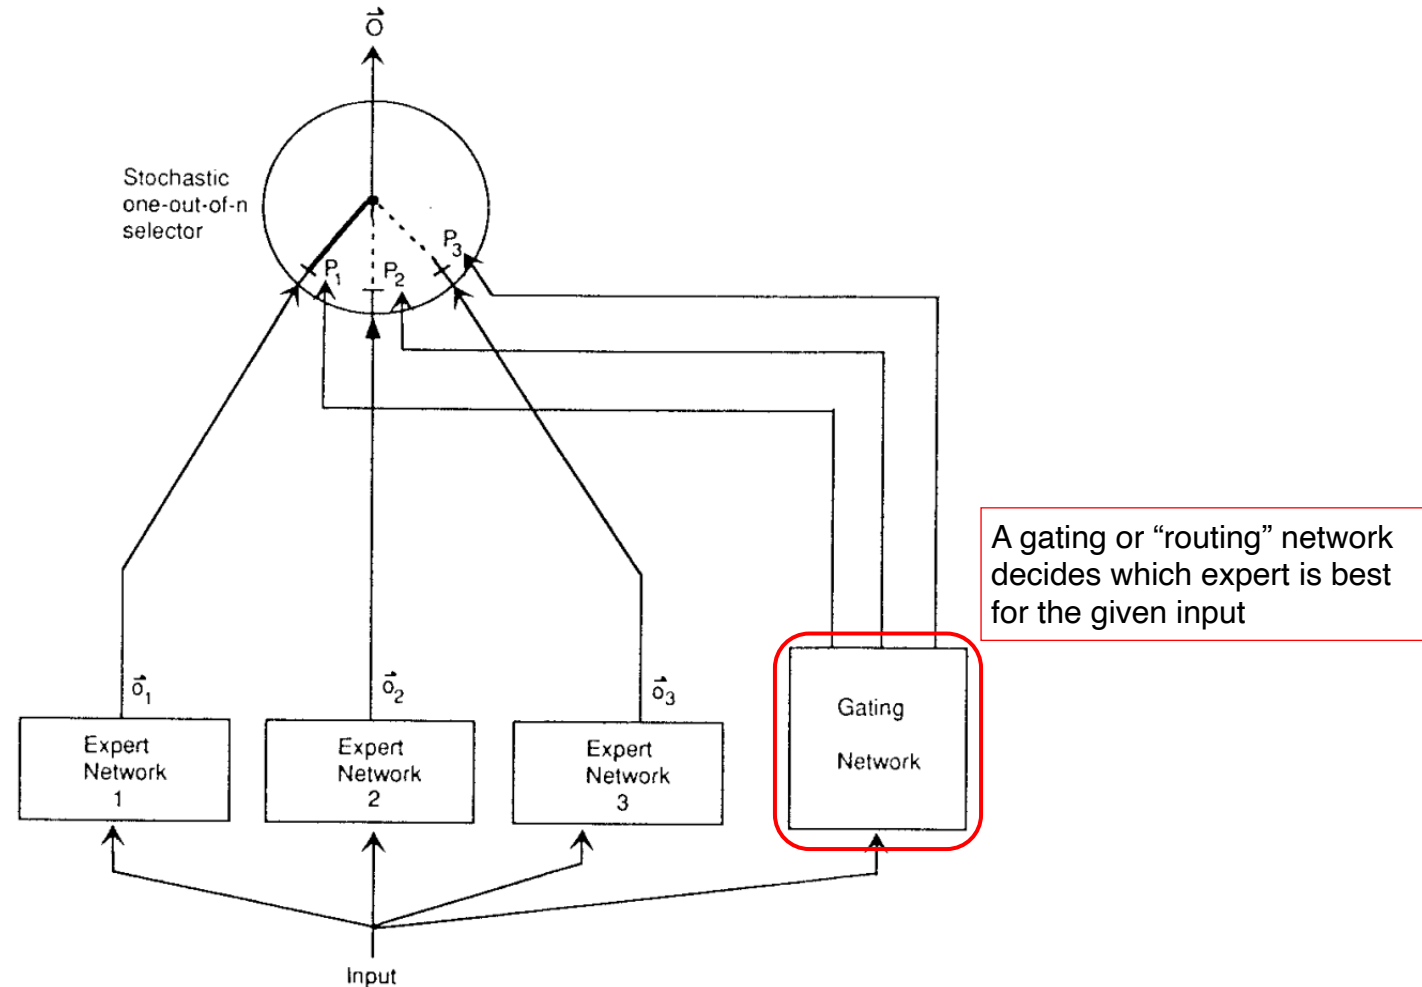 O⃗
Stochastic
one-out-of-n
selector
P₁
P₂
P₃
A gating or “routing” network
decides which expert is best
for the given input
o⃗₁
o⃗₂
o⃗₃
Expert
Network
1
Expert
Network
2
Expert
Network
3
Gating
Network
Input